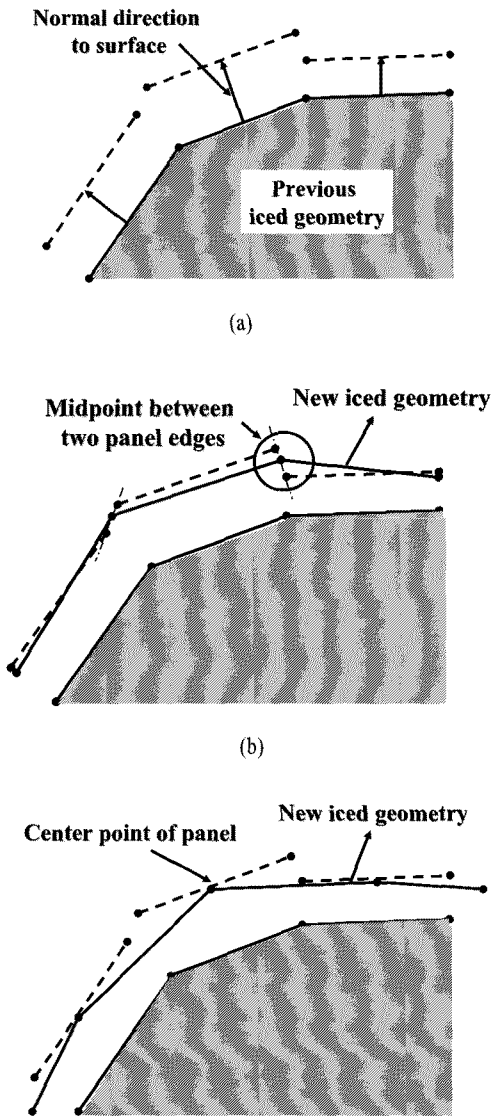 Normal direction
to surface
Previous
iced geometry
(a)
Midpoint between
two panel edges
New iced geometry
(b)
Center point of panel
New iced geometry